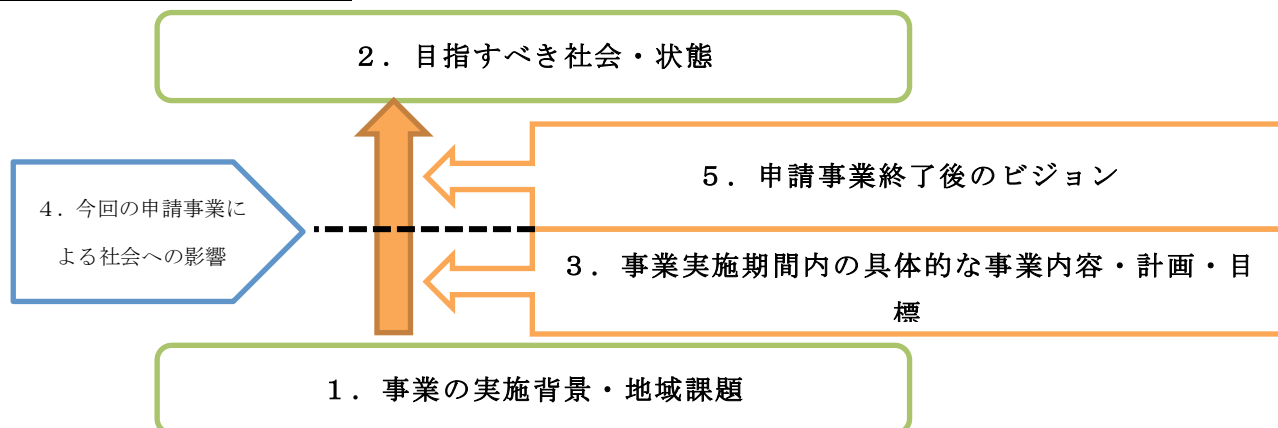 ２．目指すべき社会・状態
５．申請事業終了後のビジョン
４．今回の申請事業に
よる社会への影響
３．事業実施期間内の具体的な事業内容・計画・目
標
１．事業の実施背景・地域課題